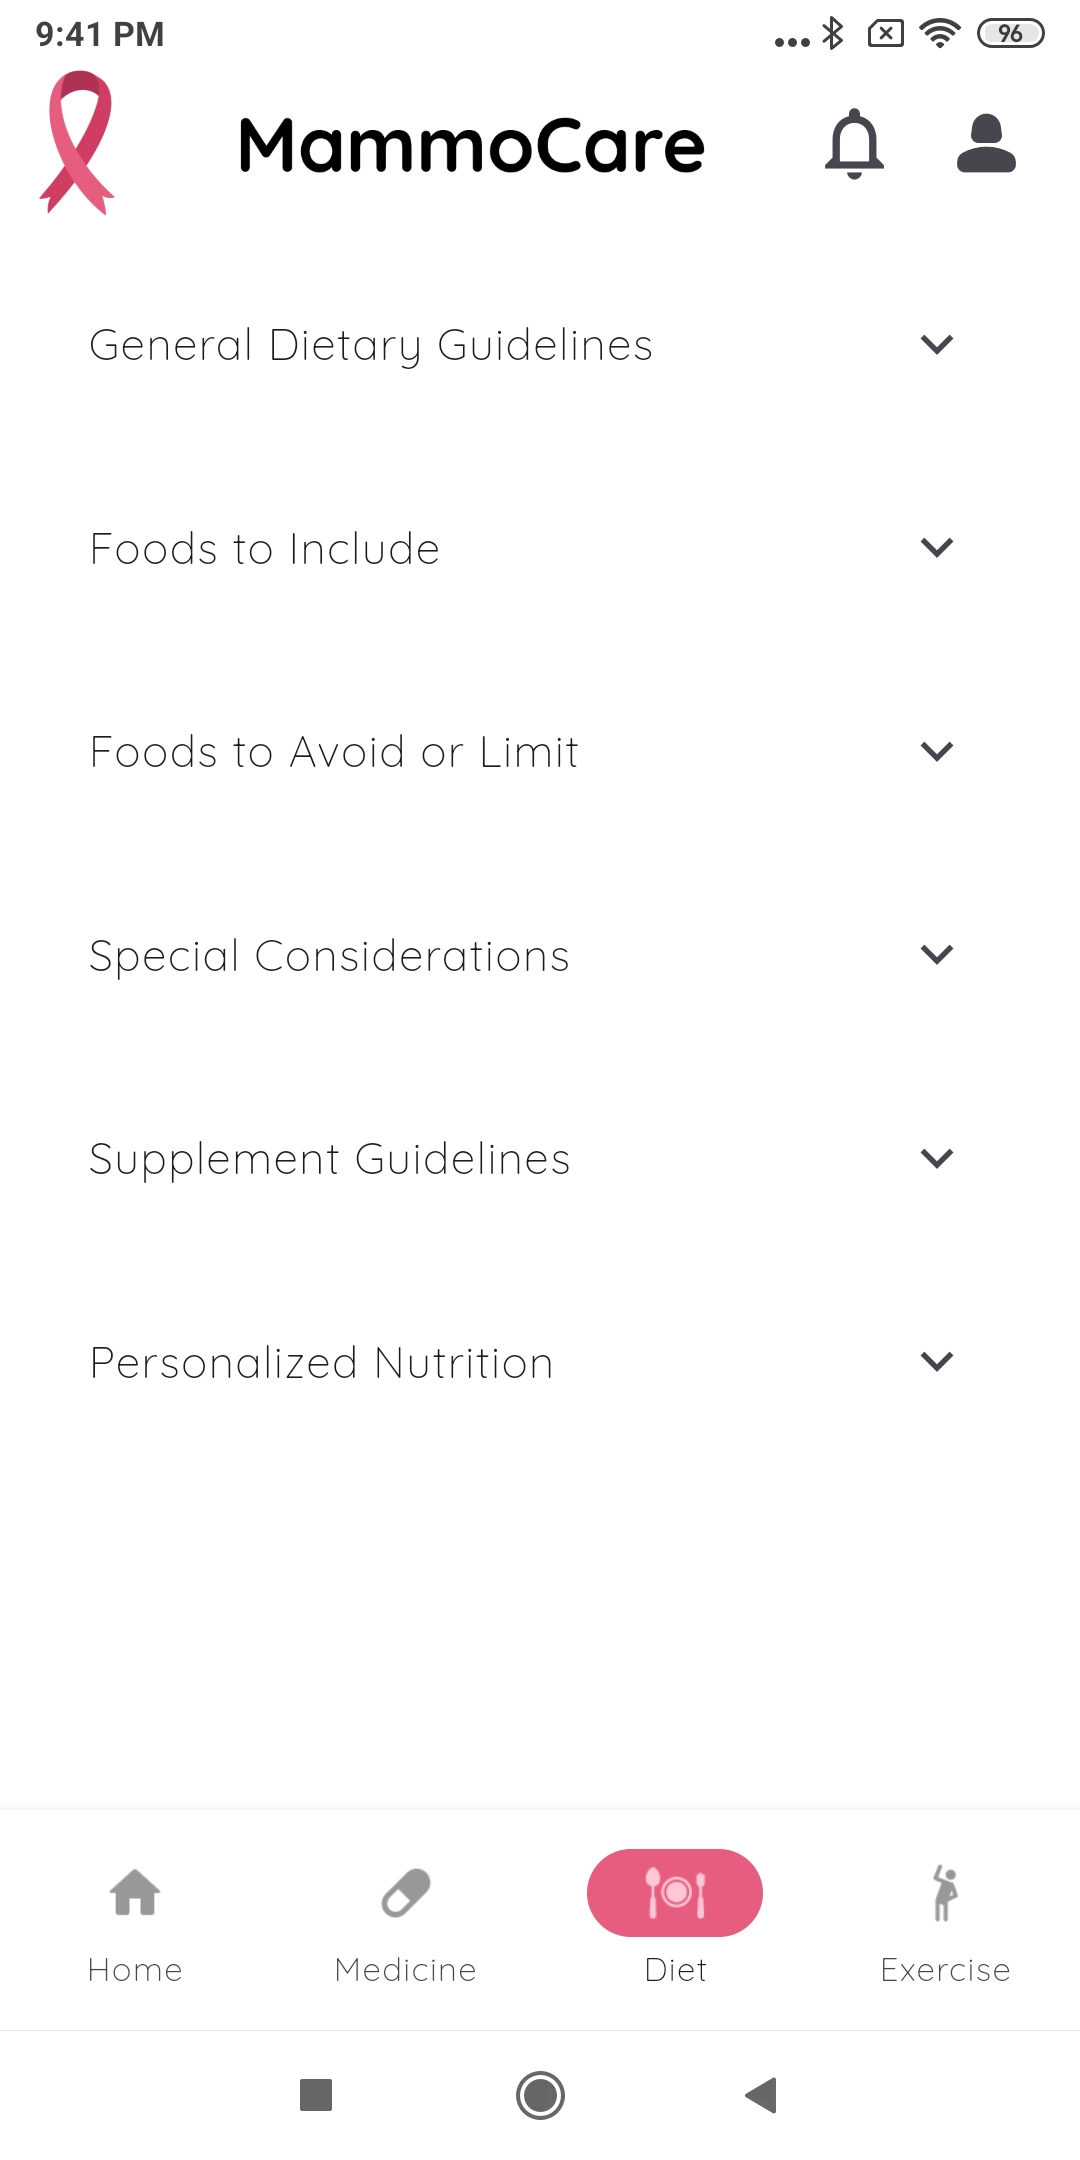 9:41 PM
96
MammoCare
General Dietary Guidelines
Foods to Include
Foods to Avoid or Limit
Special Considerations
Supplement Guidelines
Personalized Nutrition
Home Medicine Diet Exercise